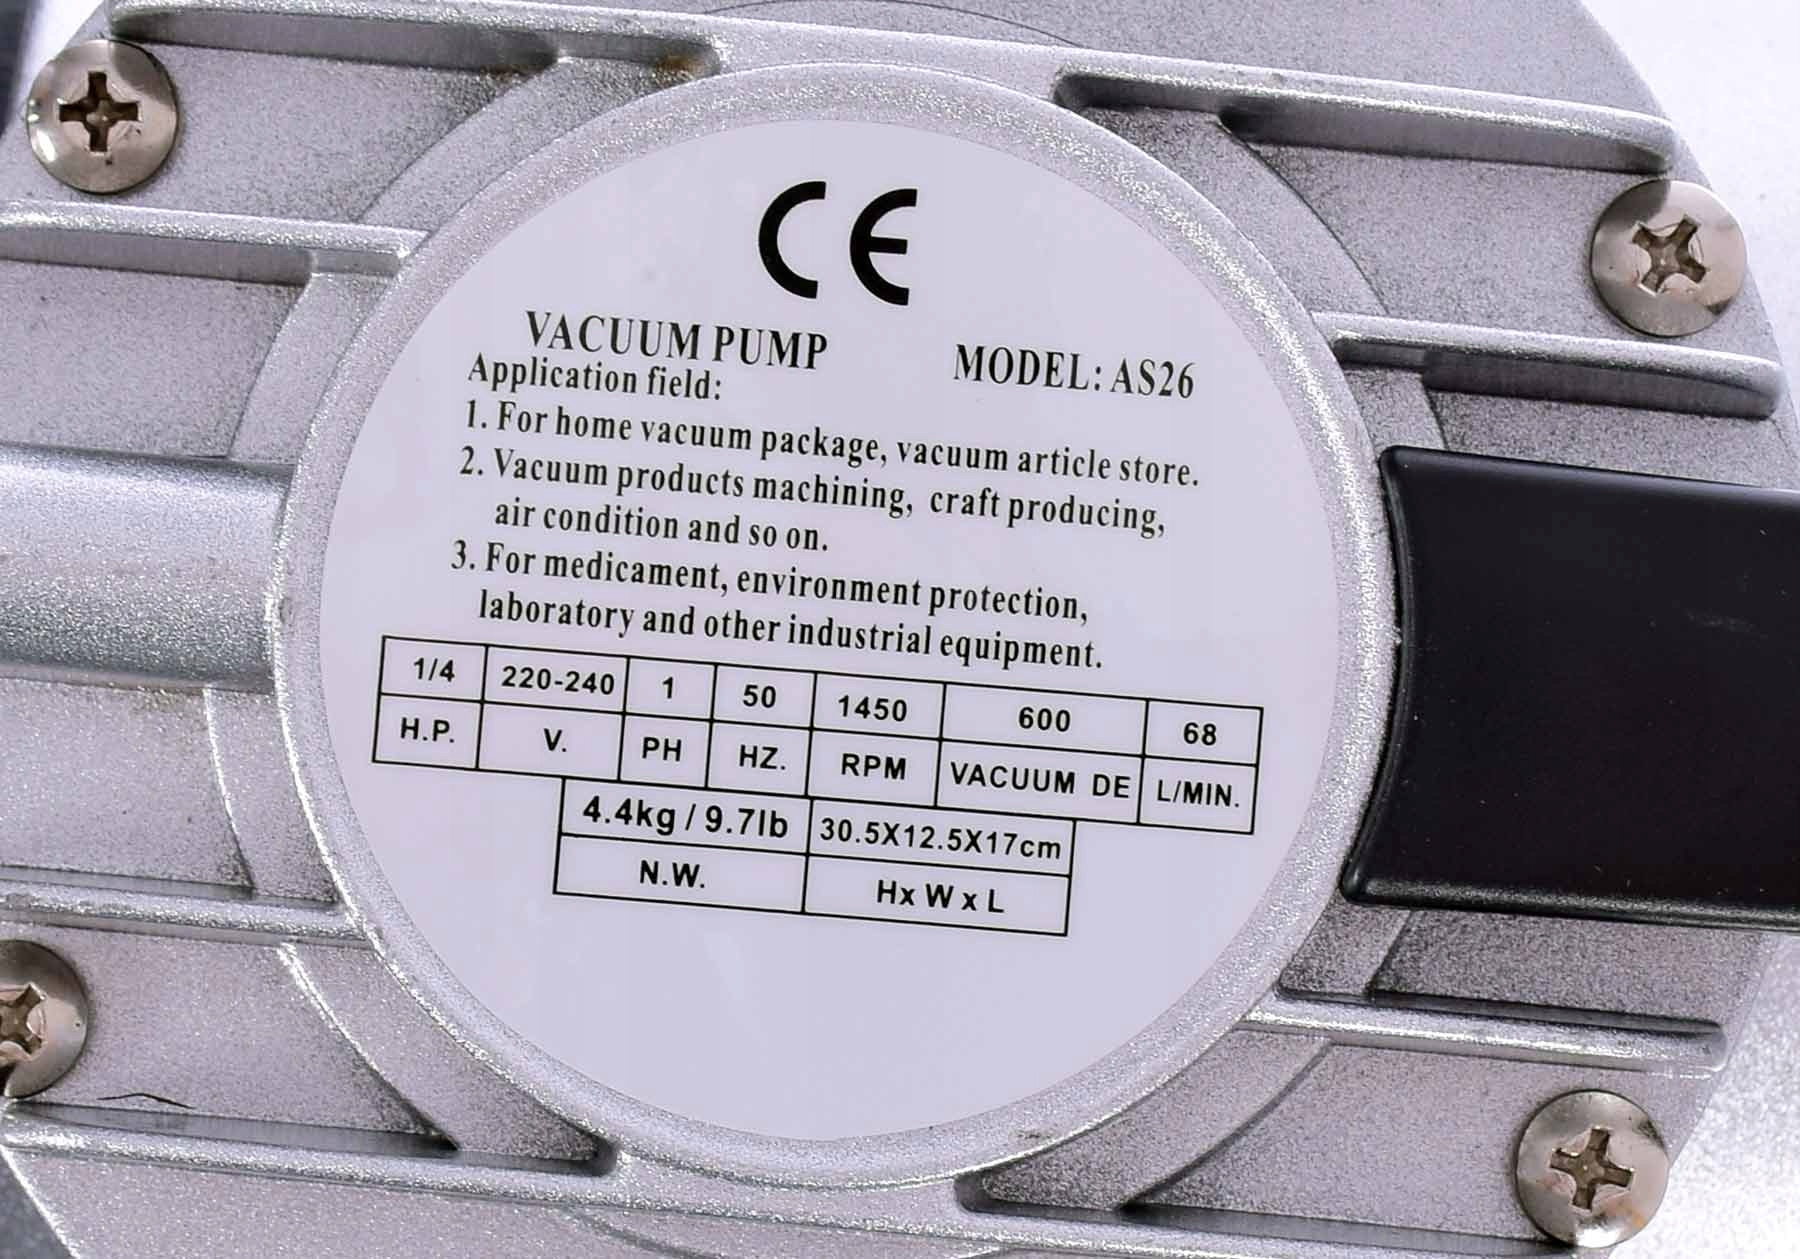 CE
VACUUM PUMP MODEL: AS26
Application field:
1. For home vacuum package, vacuum article store.
2. Vacuum products machining, craft producing,
air condition and so on.
3. For medicament, environment protection,
laboratory and other industrial equipment.
1/4 220-240 1 50 1450 600 68
H.P. V. PH HZ. RPM VACUUM DE L/MIN.
4.4kg / 9.7lb 30.5X12.5X17cm
N.W. Hx W x L